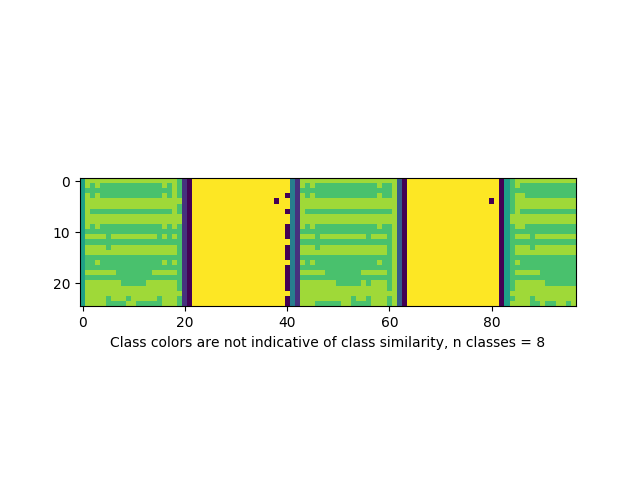 0
10
20
0 20 40 60 80
Class colors are not indicative of class similarity, n classes = 8